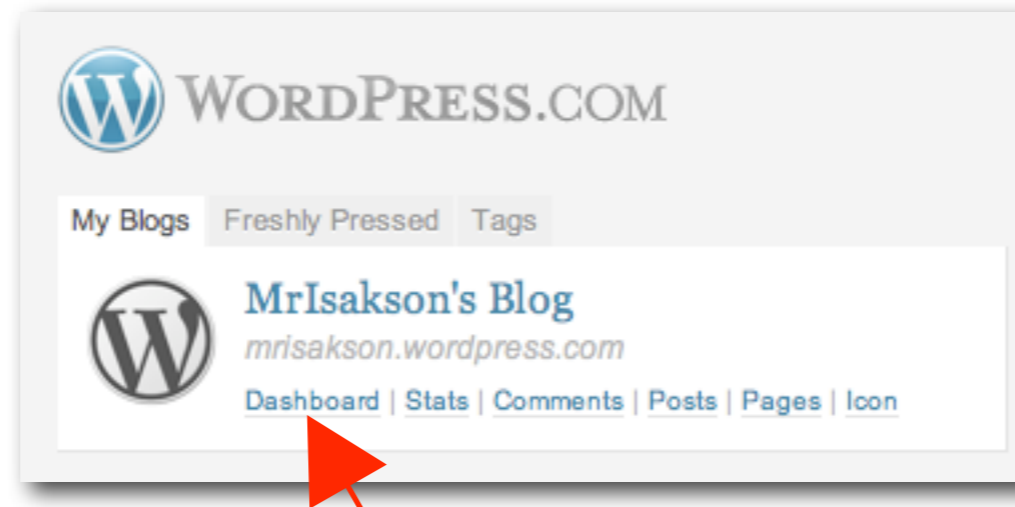 WORDPRESS.COM
My Blogs Freshly Pressed Tags
MrIsakson's Blog
mrisakson.wordpress.com
Dashboard | Stats | Comments | Posts | Pages | Icon